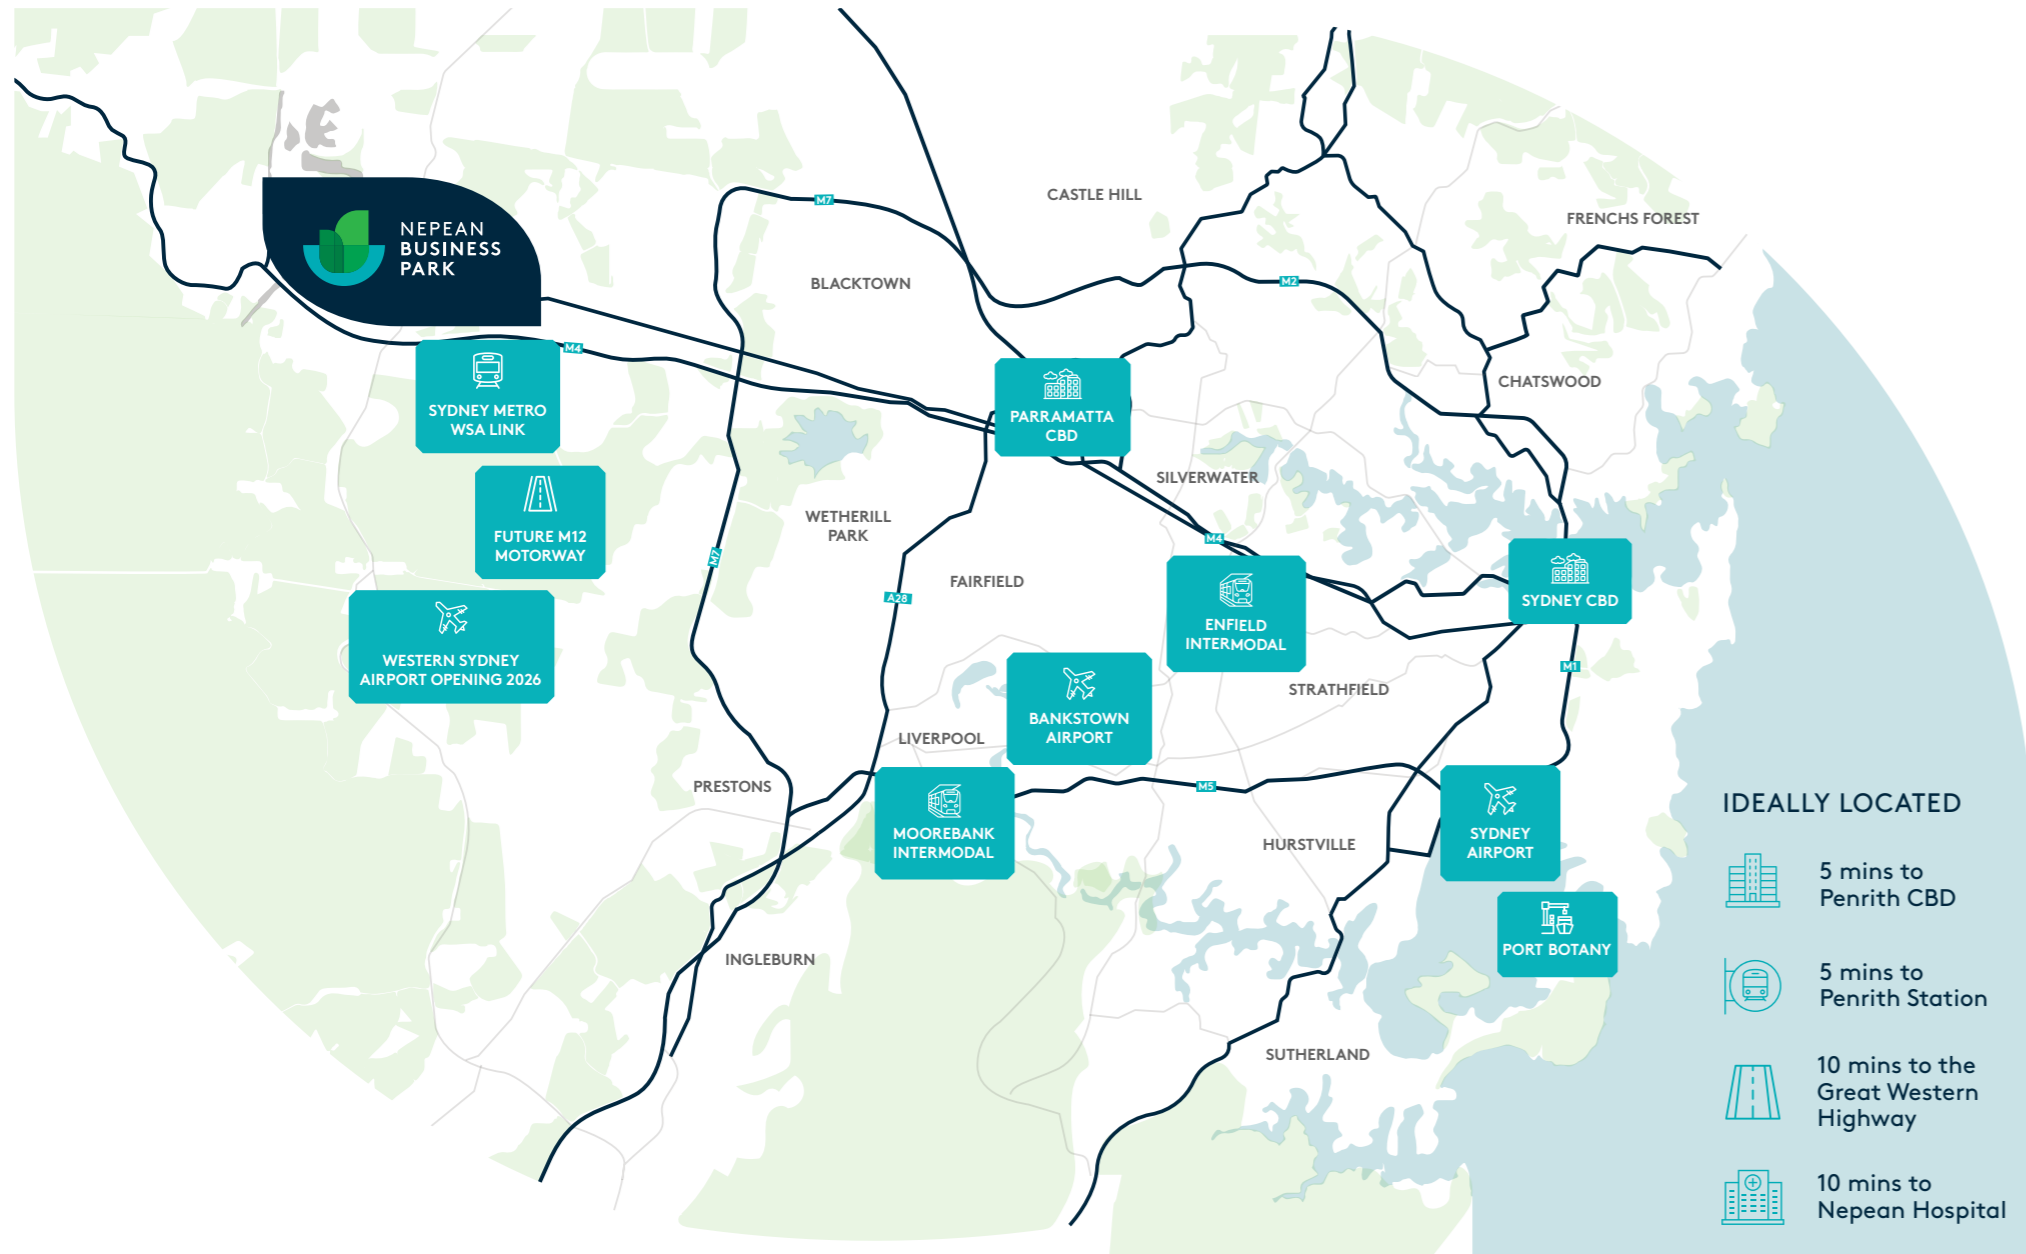 CASTLE HILL
M7
FRENCHS FOREST
NEPEAN
BUSINESS
PARK
BLACKTOWN
M2
M4
SYDNEY METRO
WSA LINK
PARRAMATTA
CBD
CHATSWOOD
SILVERWATER
FUTURE M12
MOTORWAY
WETHERILL
PARK
M7
M4
FAIRFIELD
A28
SYDNEY CBD
ENFIELD
INTERMODAL
WESTERN SYDNEY
AIRPORT OPENING 2026
M1
STRATHFIELD
BANKSTOWN
AIRPORT
LIVERPOOL
PRESTONS
M5
MOOREBANK
INTERMODAL
HURSTVILLE
SYDNEY
AIRPORT
PORT BOTANY
INGLEBURN
SUTHERLAND
IDEALLY LOCATED
5 mins to
Penrith CBD
5 mins to
Penrith Station
10 mins to the
Great Western
Highway
10 mins to
Nepean Hospital